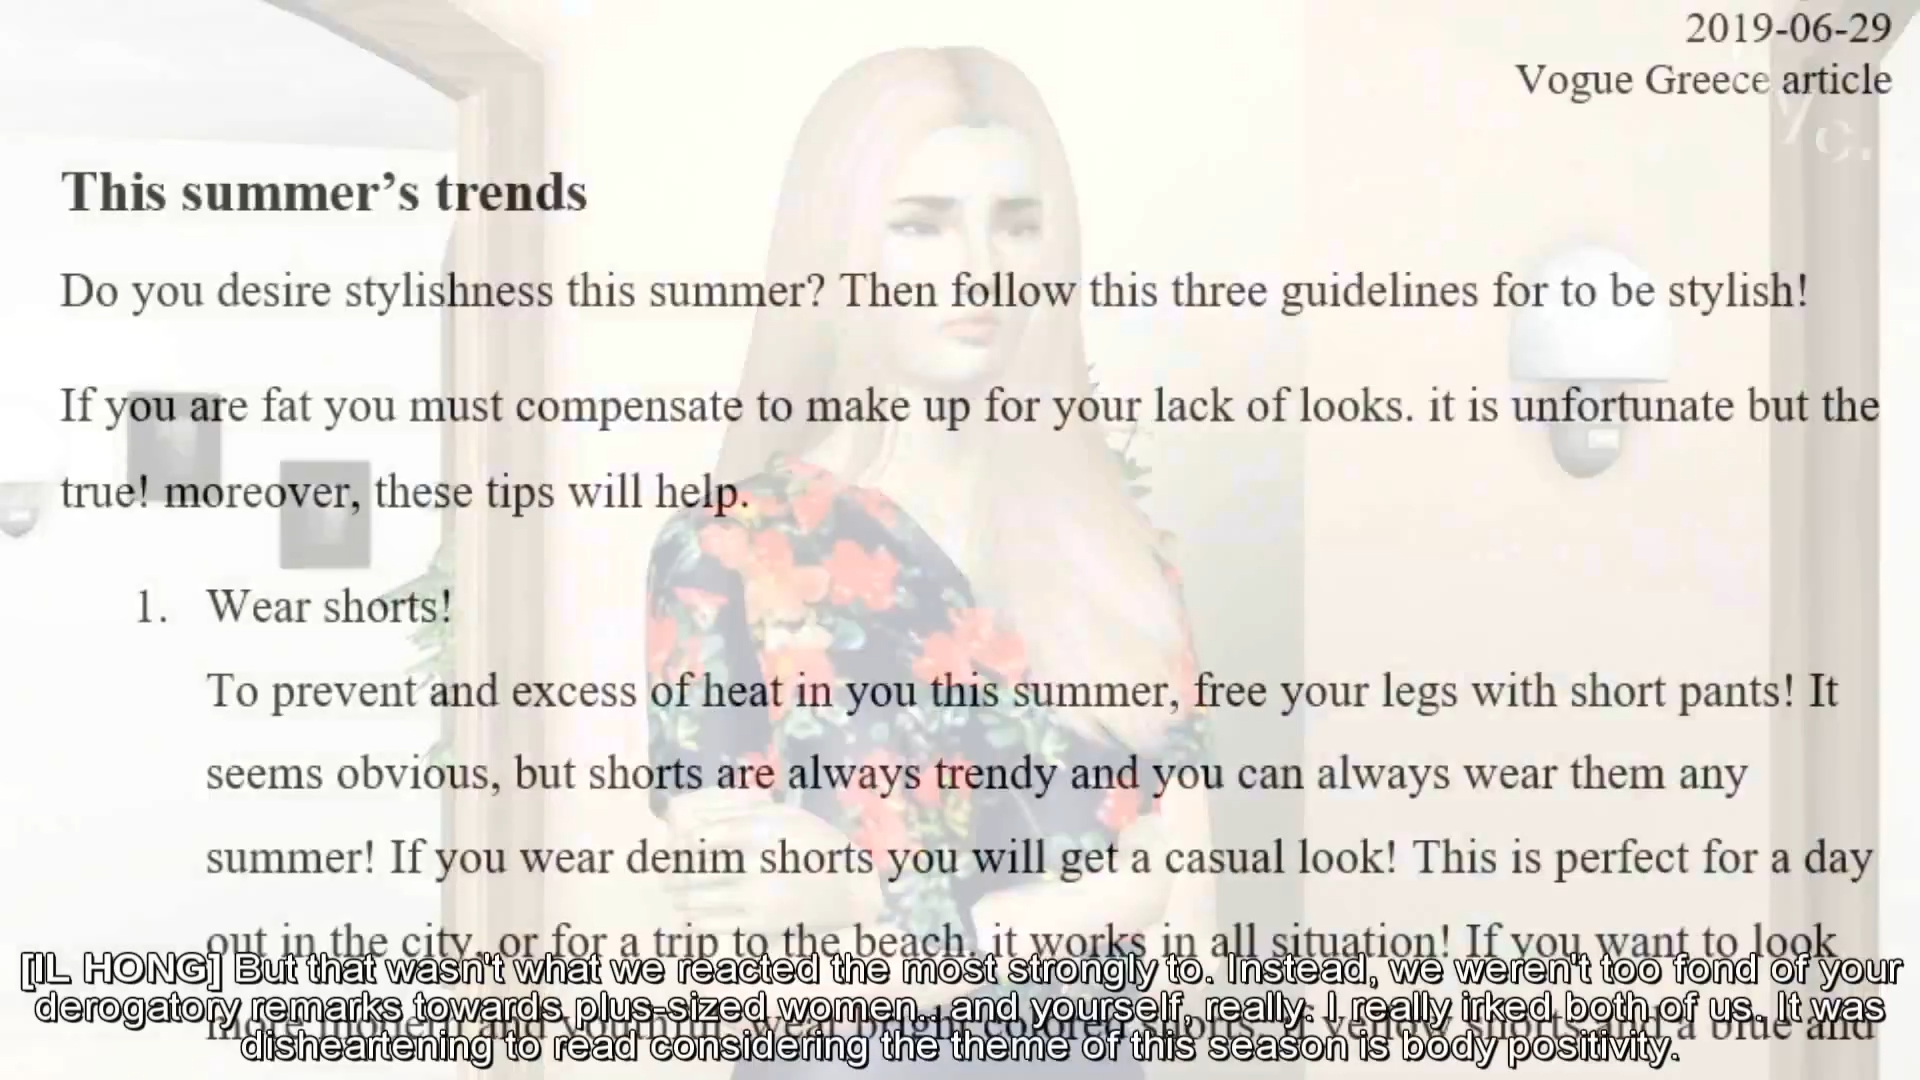 2019-06-29
Vogue Greece article
This summer's trends
Do you desire stylishness this summer? Then follow this three guidelines for to be stylish!
If you are fat you must compensate to make up for your lack of looks. it is unfortunate but the
true! moreover, these tips will help.
1. Wear shorts!
To prevent and excess of heat in you this summer, free your legs with short pants! It
seems obvious, but shorts are always trendy and you can always wear them any
summer! If you wear denim shorts you will get a casual look! This is perfect for a day
out in the city, or for a trip to the beach, it works in all situation! If you want to look
[IL HONG] But that wasn't what we reacted the most strongly to. Instead, we weren't too fond of your
derogatory remarks towards plus-sized women.. and yourself, really. I really irked both of us. It was
disheartening to read considering the theme of this season is body positivity.